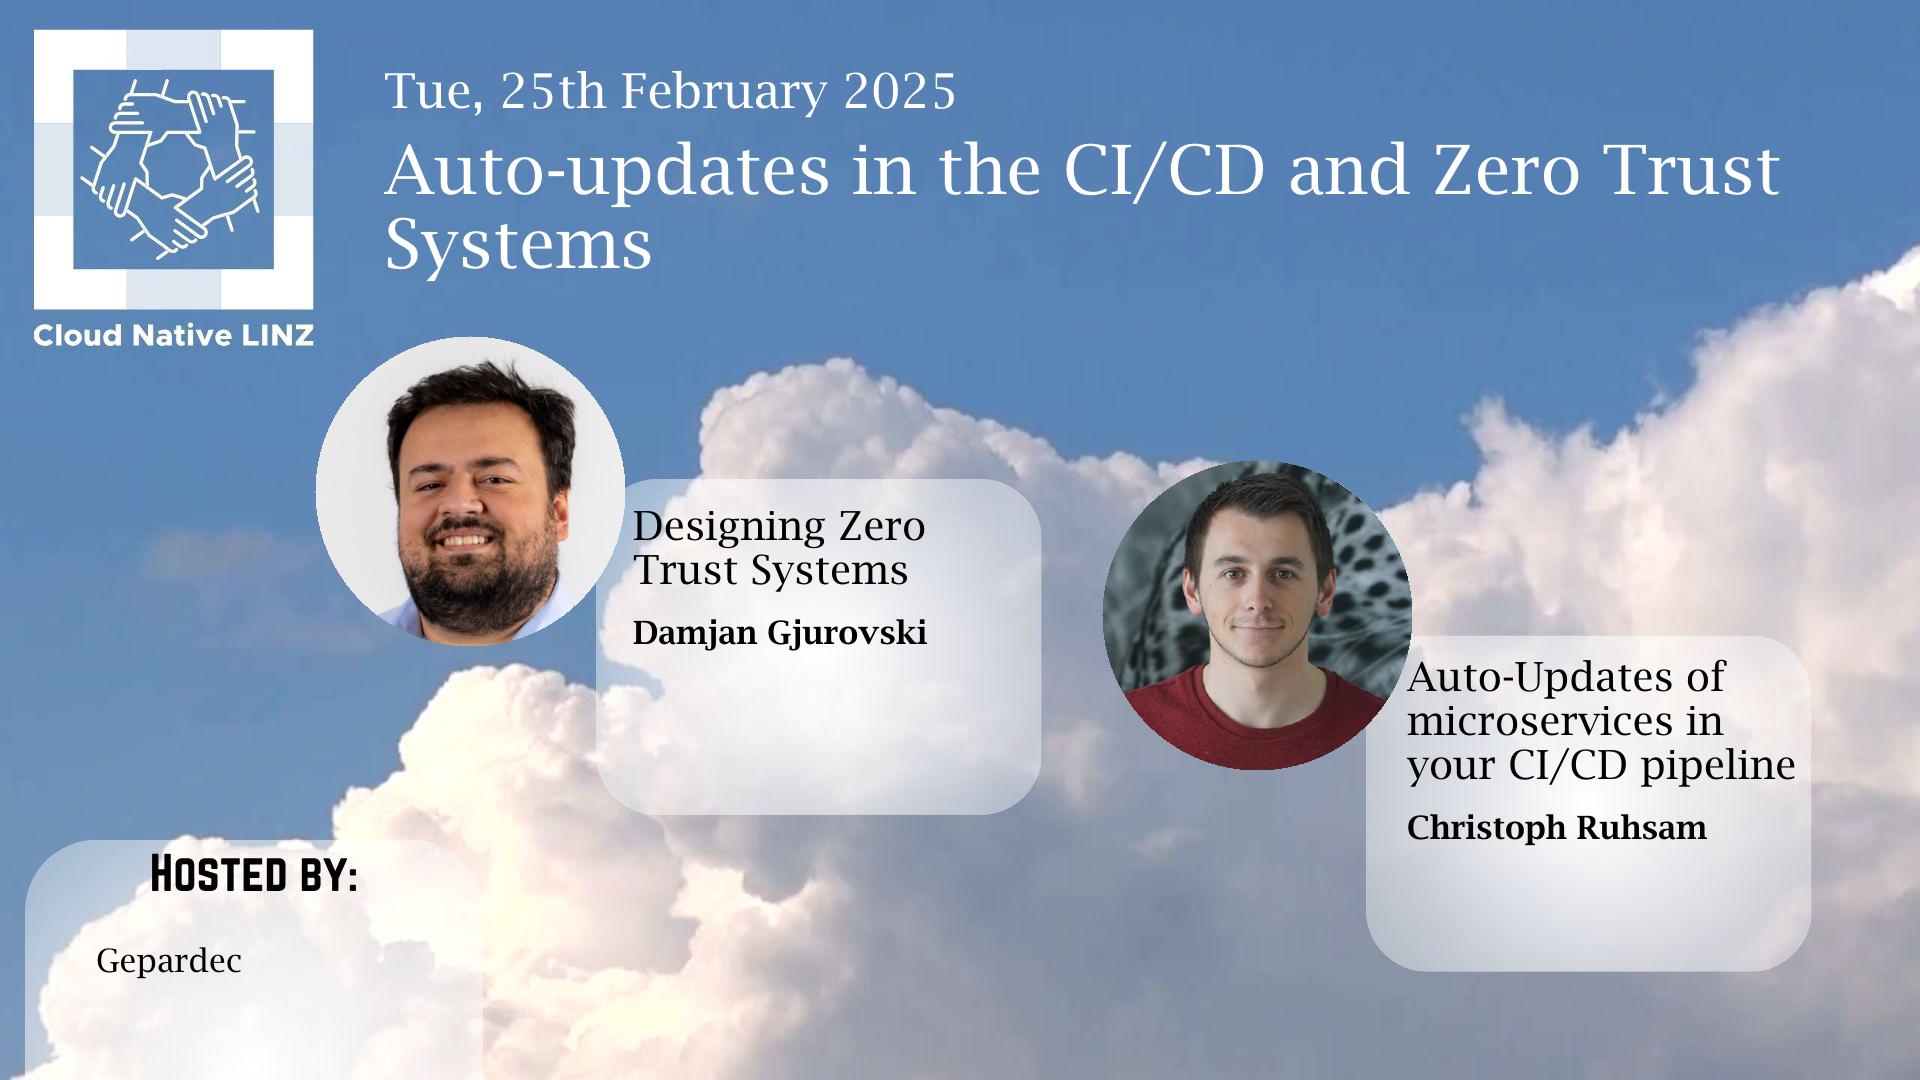 Tue, 25th February 2025
Auto-updates in the CI/CD and Zero Trust
Systems
Cloud Native LINZ
Designing Zero
Trust Systems
Damjan Gjurovski
Auto-Updates of
microservices in
your CI/CD pipeline
Christoph Ruhsam
HOSTED BY:
Gepardec